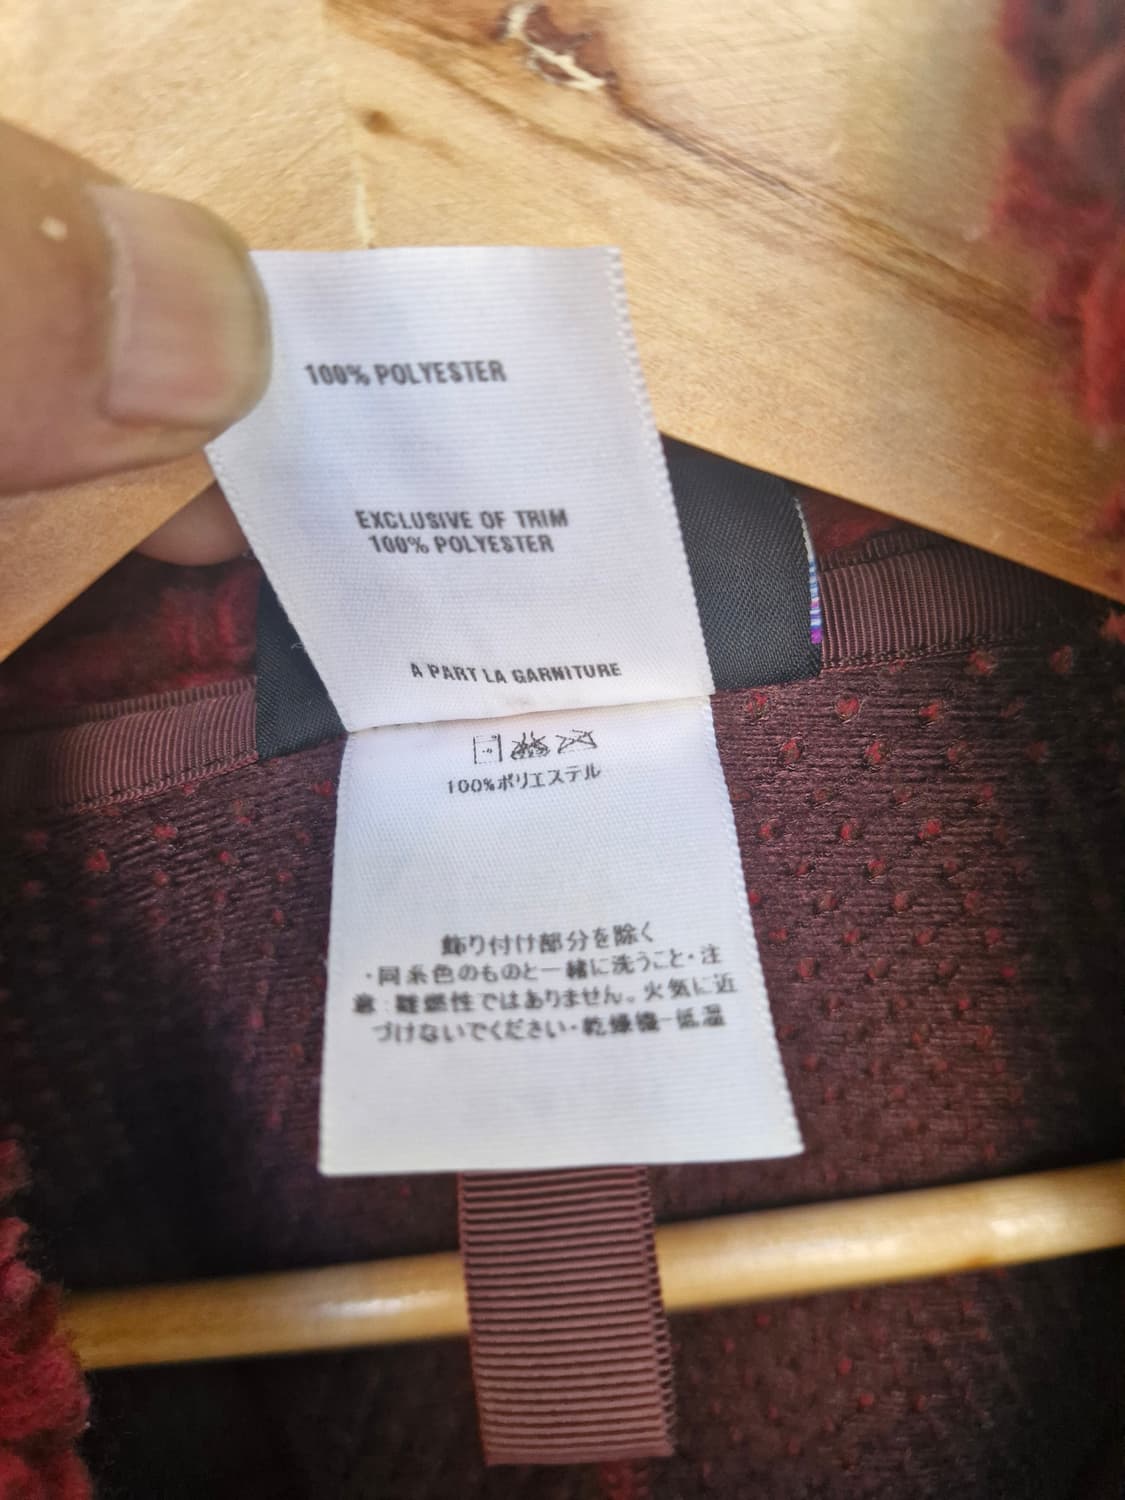 100% POLYESTER
EXCLUSIVE OF TRIM
100% POLYESTER
A PART LA GARNITURE
100%ポリエステル
飾り付け部分を除く
・同系色のものと一緒に洗うこと・注
意：難燃性ではありません。火気に近
づけないでください・乾燥機－低温